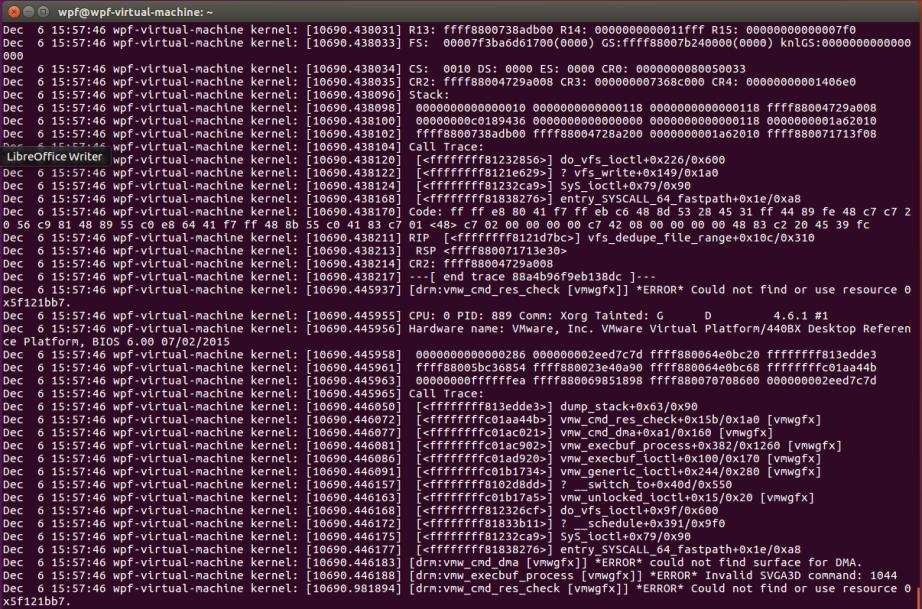 wpf@wpf-virtual-machine: ~
Dec  6 15:57:46 wpf-virtual-machine kernel: [10690.438031] R13: ffff8800738adb00 R14: 000000000011fff R15: 00000000000007f0
Dec  6 15:57:46 wpf-virtual-machine kernel: [10690.438033] FS:  00007f3ba6d61700(0000) GS:ffff88007b240000(0000) knlGS:0000000000000
000
Dec  6 15:57:46 wpf-virtual-machine kernel: [10690.438034] CS:  0010 DS: 0000 ES: 0000 CR0: 0000000080050033
Dec  6 15:57:46 wpf-virtual-machine kernel: [10690.438035] CR2: ffff88004729a008 CR3: 000000007368c000 CR4: 00000000001406e0
Dec  6 15:57:46 wpf-virtual-machine kernel: [10690.438096] Stack:
Dec  6 15:57:46 wpf-virtual-machine kernel: [10690.438098]  0000000000000010 0000000000000118 0000000000000118 ffff88004729a008
Dec  6 15:57:46 wpf-virtual-machine kernel: [10690.438100]  00000000c0189436 0000000000000000 0000000000000118 0000000001a62010
Dec  6 15:57:46 wpf-virtual-machine kernel: [10690.438102]  ffff8800738adb00 ffff88004728a200 0000000001a62010 ffff880071713f08
Dec  6 15:57:46 wpf-virtual-machine kernel: [10690.438104] Call Trace:
LibreOffice Writer
wpf-virtual-machine kernel: [10690.438120]  [<ffffffff81232856>] do_vfs_ioctl+0x226/0x600
Dec  6 15:57:46 wpf-virtual-machine kernel: [10690.438122]  [<ffffffff8121e629>] ? vfs_write+0x149/0x1a0
Dec  6 15:57:46 wpf-virtual-machine kernel: [10690.438124]  [<ffffffff81232ca9>] SyS_ioctl+0x79/0x90
Dec  6 15:57:46 wpf-virtual-machine kernel: [10690.438168]  [<ffffffff81838276>] entry_SYSCALL_64_fastpath+0x1e/0xa8
Dec  6 15:57:46 wpf-virtual-machine kernel: [10690.438170] Code: ff ff e8 80 41 f7 ff eb c6 48 8d 53 28 45 31 ff 44 89 fe 48 c7 c7 2
0 56 c9 81 48 89 55 c0 e8 64 41 f7 ff 48 8b 55 c0 41 83 c7 01 <48> c7 02 00 00 00 00 c7 42 08 00 00 00 00 48 83 c2 20 45 39 fc
Dec  6 15:57:46 wpf-virtual-machine kernel: [10690.438211] RIP  [<ffffffff8121d7bc>] vfs_dedupe_file_range+0x10c/0x310
Dec  6 15:57:46 wpf-virtual-machine kernel: [10690.438213]  RSP <ffff880071713e30>
Dec  6 15:57:46 wpf-virtual-machine kernel: [10690.438214] CR2: ffff88004729a008
Dec  6 15:57:46 wpf-virtual-machine kernel: [10690.438217] ---[ end trace 88a4b96f9eb138dc ]---
Dec  6 15:57:46 wpf-virtual-machine kernel: [10690.445937] [drm:vmw_cmd_res_check [vmwgfx]] *ERROR* Could not find or use resource 0
x5f121bb7.
Dec  6 15:57:46 wpf-virtual-machine kernel: [10690.445955] CPU: 0 PID: 889 Comm: Xorg Tainted: G      D         4.6.1 #1
Dec  6 15:57:46 wpf-virtual-machine kernel: [10690.445956] Hardware name: VMware, Inc. VMware Virtual Platform/440BX Desktop Referen
ce Platform, BIOS 6.00 07/02/2015
Dec  6 15:57:46 wpf-virtual-machine kernel: [10690.445958]  0000000000000286 000000002eed7c7d ffff880064e0bc20 ffffffff813edde3
Dec  6 15:57:46 wpf-virtual-machine kernel: [10690.445961]  ffff88005bc36854 ffff880023e40a90 ffff880064e0bc68 ffffffffc01aa44b
Dec  6 15:57:46 wpf-virtual-machine kernel: [10690.445963]  00000000ffffffea ffff880069851898 ffff880070708600 000000002eed7c7d
Dec  6 15:57:46 wpf-virtual-machine kernel: [10690.445965] Call Trace:
Dec  6 15:57:46 wpf-virtual-machine kernel: [10690.446050]  [<ffffffff813edde3>] dump_stack+0x63/0x90
Dec  6 15:57:46 wpf-virtual-machine kernel: [10690.446072]  [<ffffffffc01aa44b>] vmw_cmd_res_check+0x15b/0x1a0 [vmwgfx]
Dec  6 15:57:46 wpf-virtual-machine kernel: [10690.446077]  [<ffffffffc01ac021>] vmw_cmd_dma+0xa1/0x160 [vmwgfx]
Dec  6 15:57:46 wpf-virtual-machine kernel: [10690.446081]  [<ffffffffc01ac902>] vmw_execbuf_process+0x382/0x1260 [vmwgfx]
Dec  6 15:57:46 wpf-virtual-machine kernel: [10690.446086]  [<ffffffffc01ad920>] vmw_execbuf_ioctl+0x100/0x170 [vmwgfx]
Dec  6 15:57:46 wpf-virtual-machine kernel: [10690.446091]  [<ffffffffc01b1734>] vmw_generic_ioctl+0x244/0x280 [vmwgfx]
Dec  6 15:57:46 wpf-virtual-machine kernel: [10690.446157]  [<ffffffff8102d8dd>] ? __switch_to+0x40d/0x550
Dec  6 15:57:46 wpf-virtual-machine kernel: [10690.446163]  [<ffffffffc01b17a5>] vmw_unlocked_ioctl+0x15/0x20 [vmwgfx]
Dec  6 15:57:46 wpf-virtual-machine kernel: [10690.446168]  [<ffffffff812326cf>] do_vfs_ioctl+0x9f/0x600
Dec  6 15:57:46 wpf-virtual-machine kernel: [10690.446172]  [<ffffffff81833b11>] ? __schedule+0x391/0x9f0
Dec  6 15:57:46 wpf-virtual-machine kernel: [10690.446175]  [<ffffffff81232ca9>] SyS_ioctl+0x79/0x90
Dec  6 15:57:46 wpf-virtual-machine kernel: [10690.446177]  [<ffffffff81838276>] entry_SYSCALL_64_fastpath+0x1e/0xa8
Dec  6 15:57:46 wpf-virtual-machine kernel: [10690.446183] [drm:vmw_cmd_dma [vmwgfx]] *ERROR* could not find surface for DMA.
Dec  6 15:57:46 wpf-virtual-machine kernel: [10690.446188] [drm:vmw_execbuf_process [vmwgfx]] *ERROR* Invalid SVGA3D command: 1044
Dec  6 15:57:46 wpf-virtual-machine kernel: [10690.981894] [drm:vmw_cmd_res_check [vmwgfx]] *ERROR* Could not find or use resource 0
x5f121bb7.